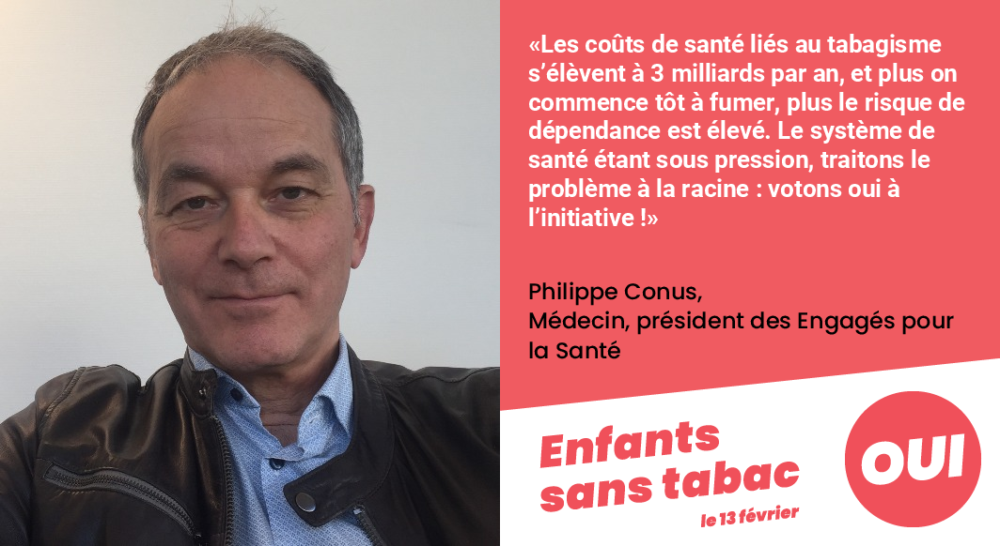 «Les coûts de santé liés au tabagisme
s’élèvent à 3 milliards par an, et plus on
commence tôt à fumer, plus le risque de
dépendance est élevé. Le système de
santé étant sous pression, traitons le
problème à la racine : votons oui à
l’initiative !»
Philippe Conus,
Médecin, président des Engagés pour
la Santé
Enfants
sans tabac
le 13 février
OUI